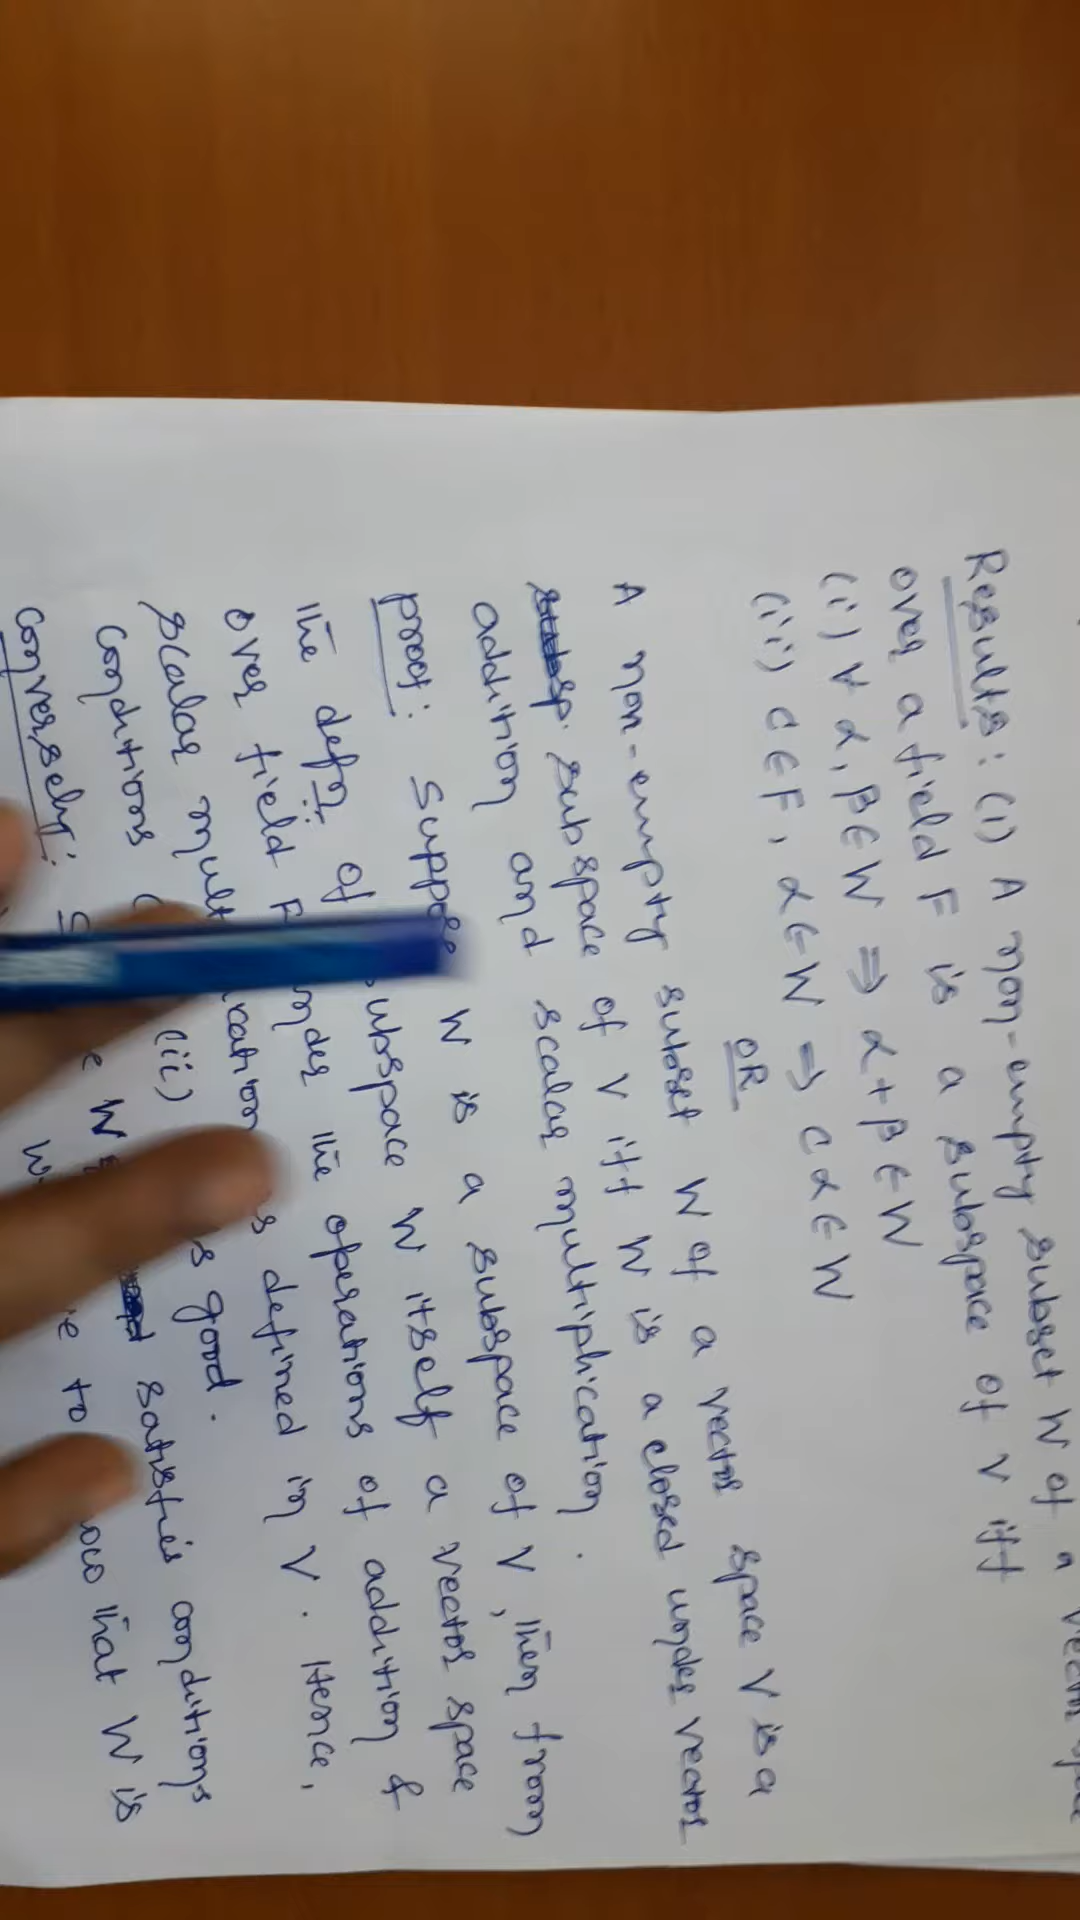 Results: (1) A non-empty subset W of a vector space
over a field F is a subspace of V iff
(i) ∀ α, β ∈ W ⇒ α + β ∈ W
(ii) c ∈ F, α ∈ W ⇒ c α ∈ W
OR
A non-empty subset W of a vector space V is a
subspace of V iff W is a closed under vector
addition and scalar multiplication.
Proof: Suppose W is a subspace of V, then from
the defn: of subspace W itself a vector space
over field F under the operations of addition &
scalar multiplication as defined in V. Hence,
conditions (ii) is good.
Conversely: W satisfies conditions
to that W is